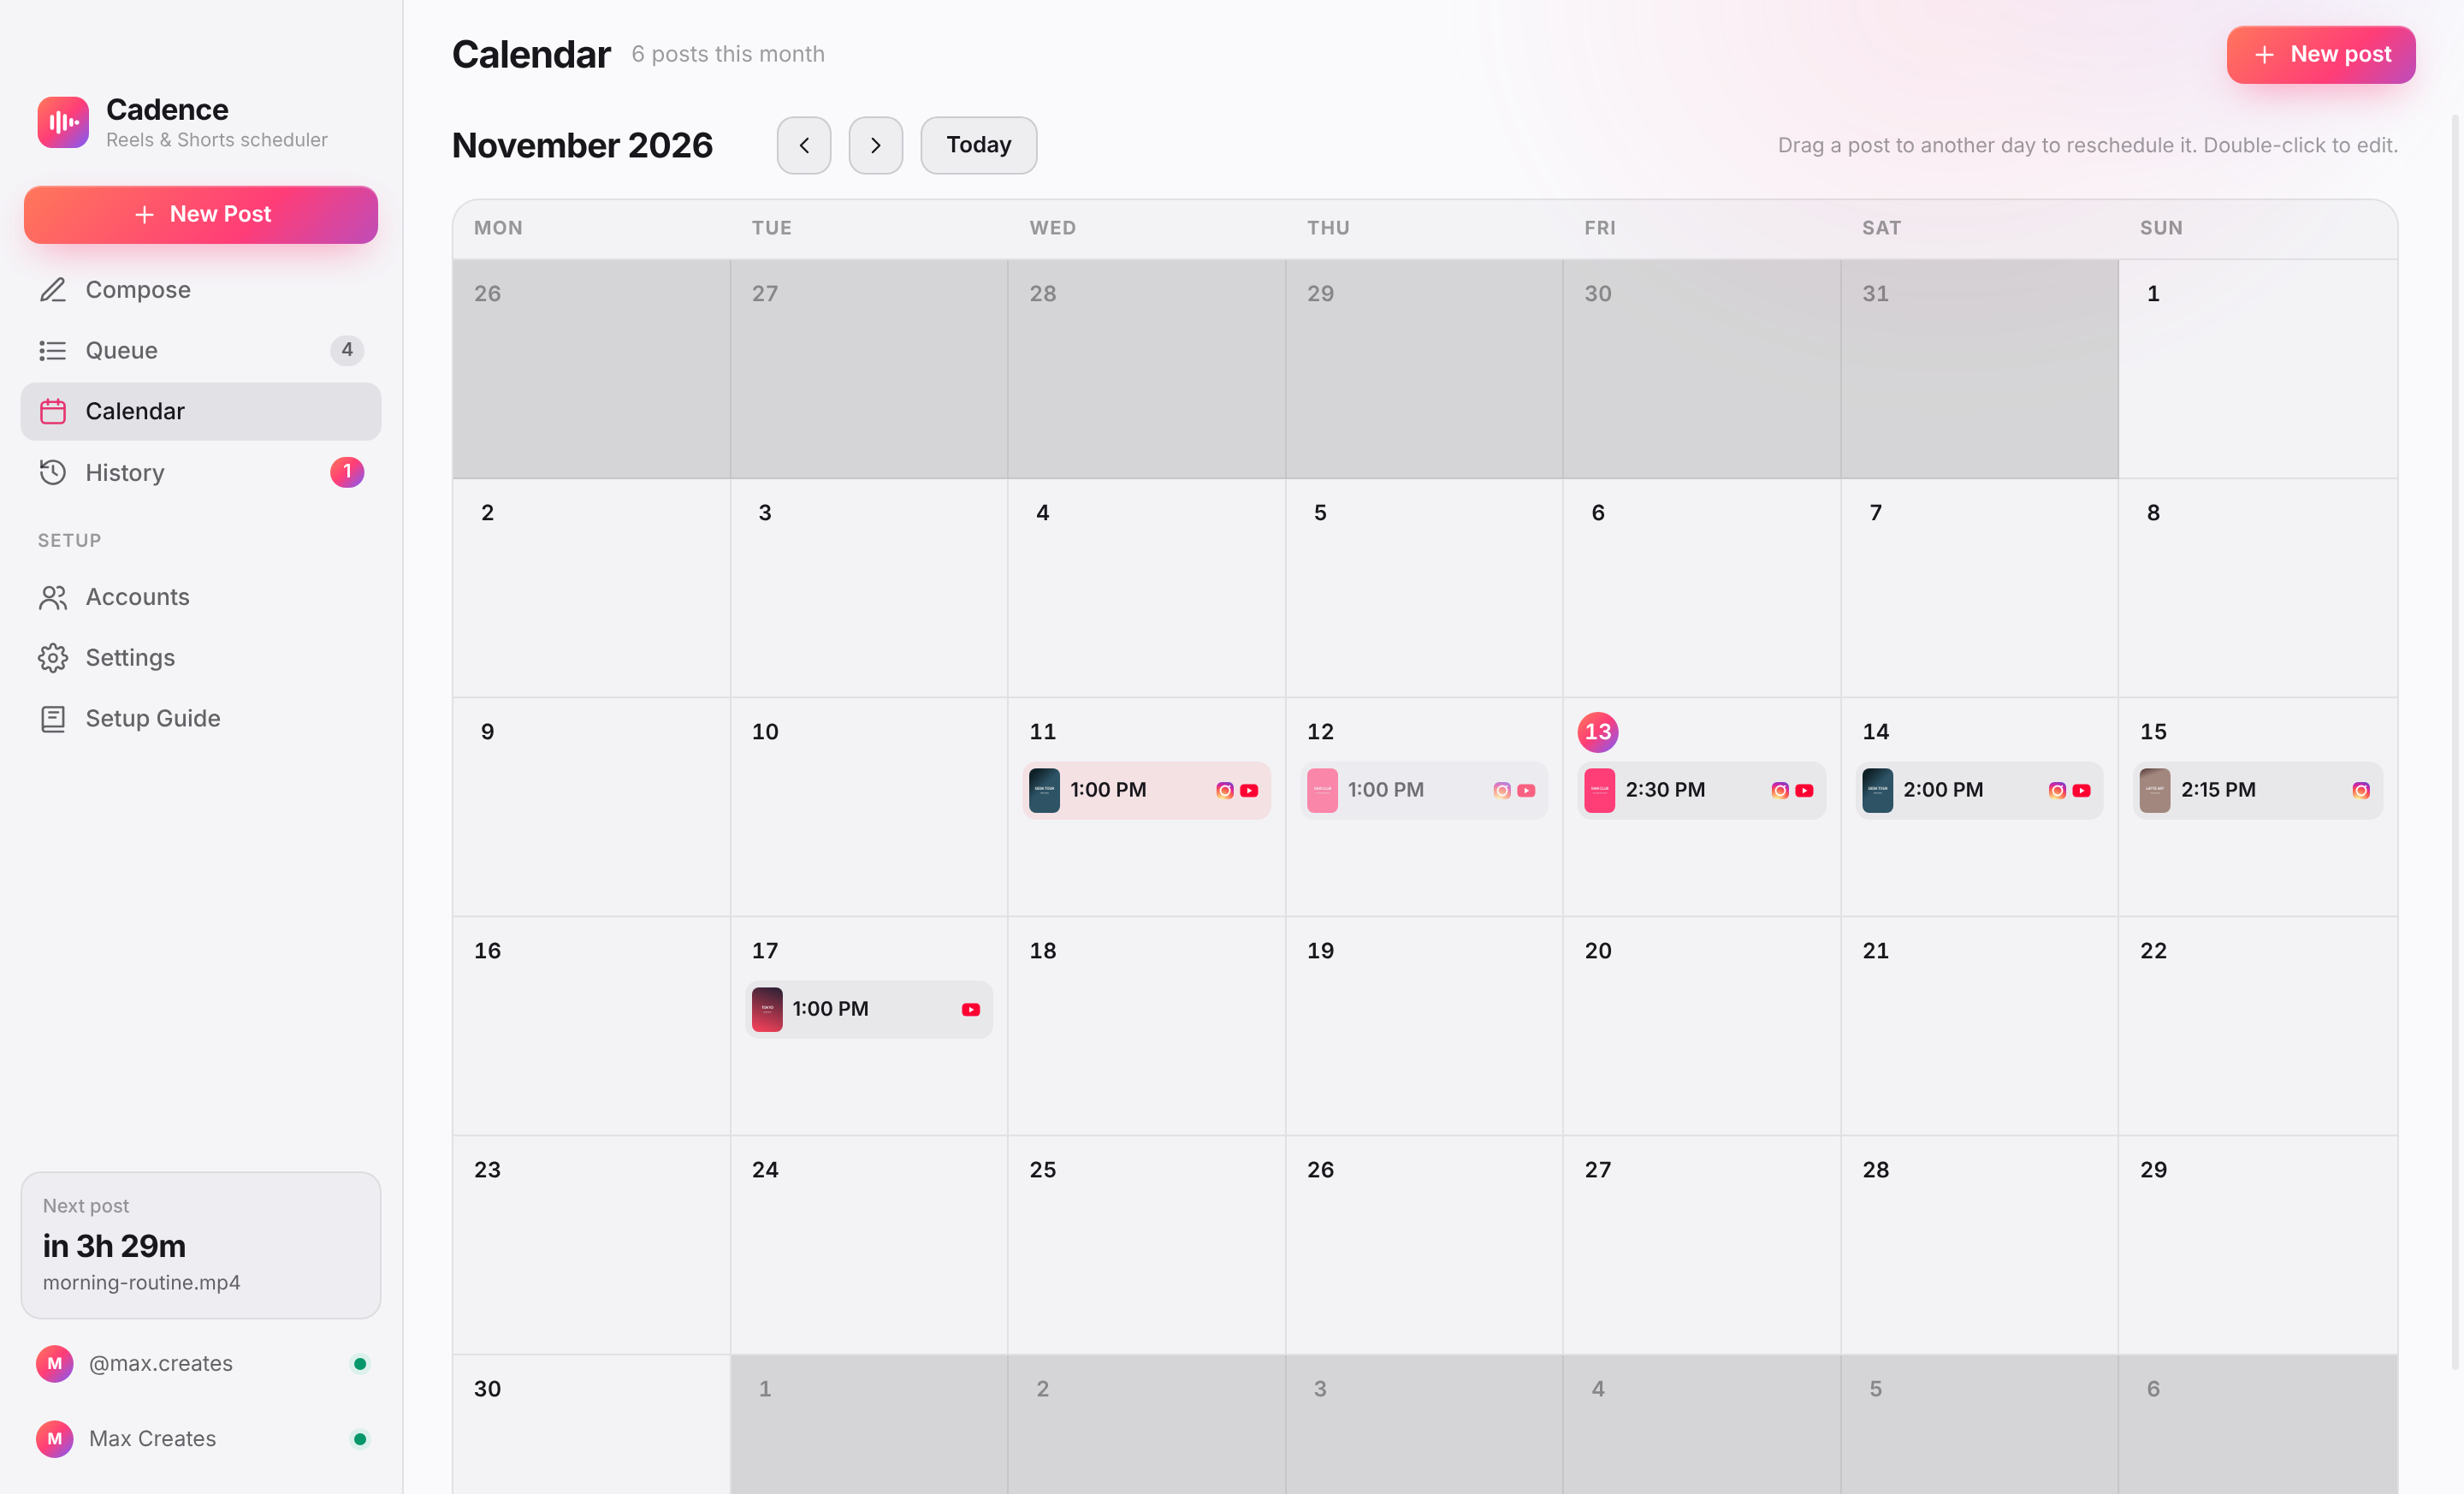 Cadence
Reels & Shorts scheduler
New Post
Compose
Queue 4
Calendar
History 1
SETUP
Accounts
Settings
Setup Guide
Next post
in 3h 29m
morning-routine.mp4
M @max.creates
M Max Creates
Calendar 6 posts this month
New post
November 2026
Today
Drag a post to another day to reschedule it. Double-click to edit.
MON TUE WED THU FRI SAT SUN
26 27 28 29 30 31 1
2 3 4 5 6 7 8
9 10 11 12 13 14 15
1:00 PM 1:00 PM 2:30 PM 2:00 PM 2:15 PM
16 17 18 19 20 21 22
1:00 PM
23 24 25 26 27 28 29
30 1 2 3 4 5 6